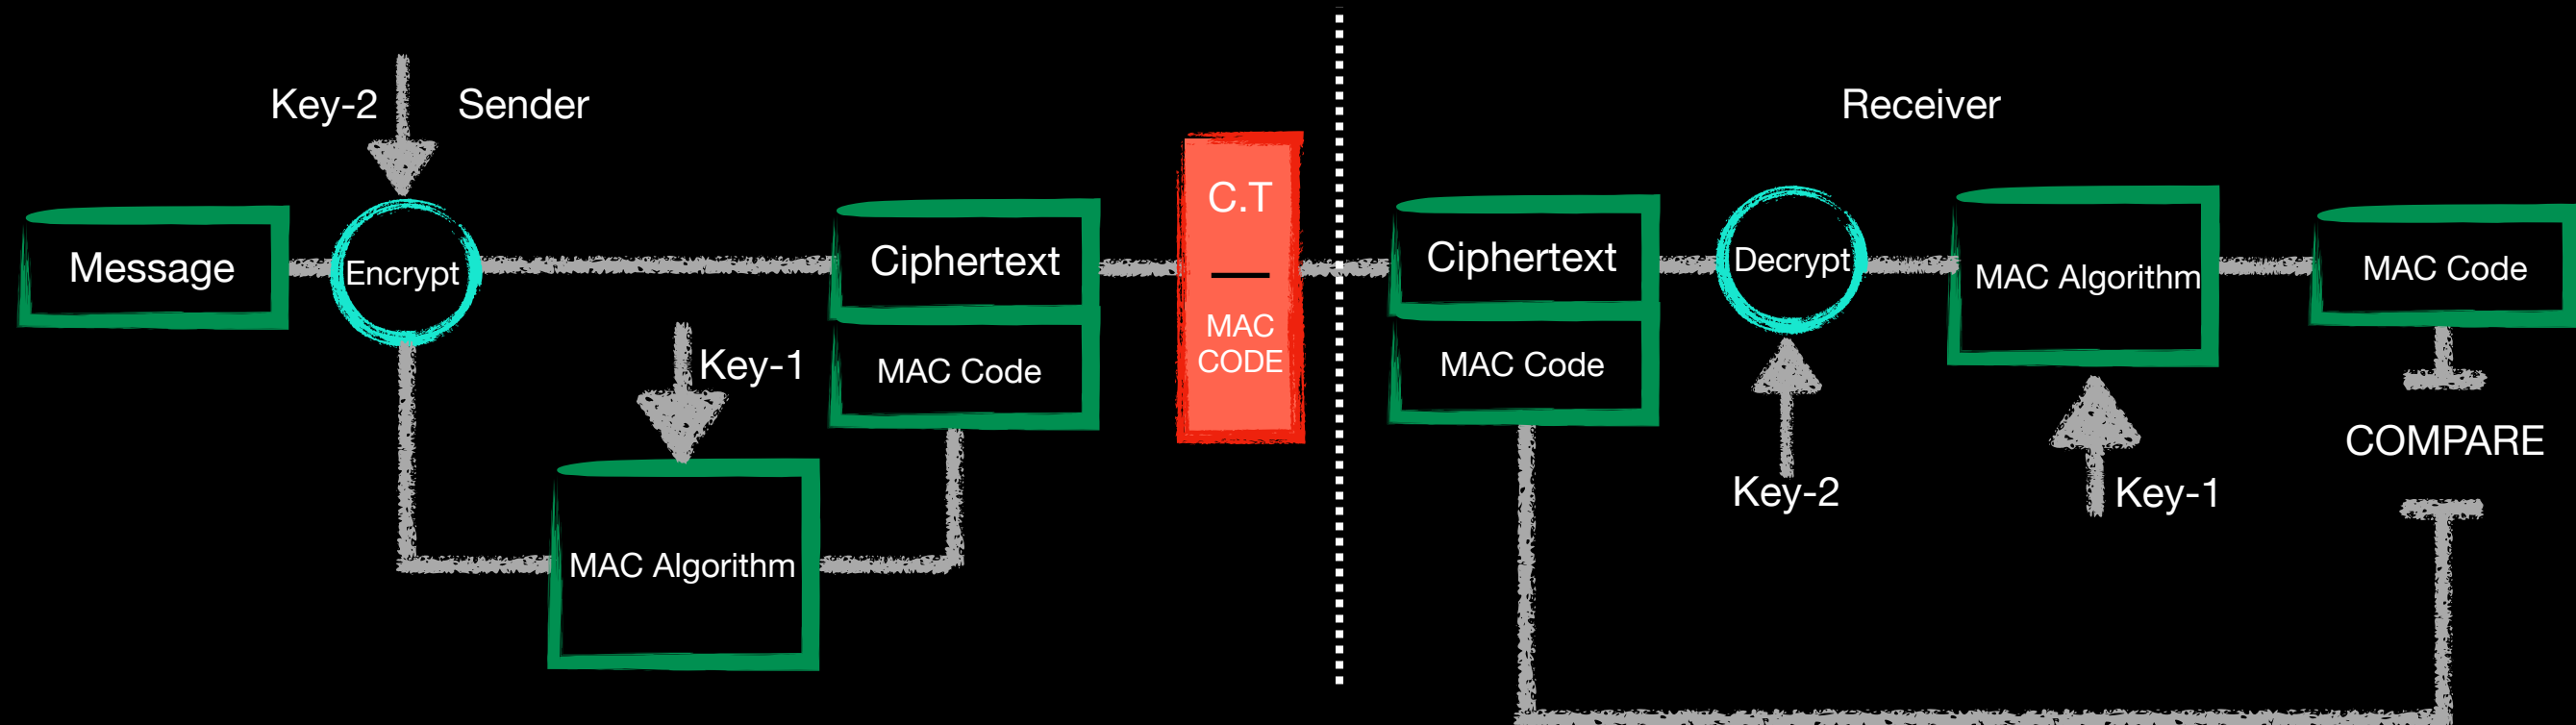 Key-2
Sender
Receiver
Message
Encrypt
Ciphertext
MAC Code
Key-1
MAC Algorithm
C.T
MAC
CODE
Ciphertext
MAC Code
Decrypt
Key-2
MAC Algorithm
Key-1
MAC Code
COMPARE